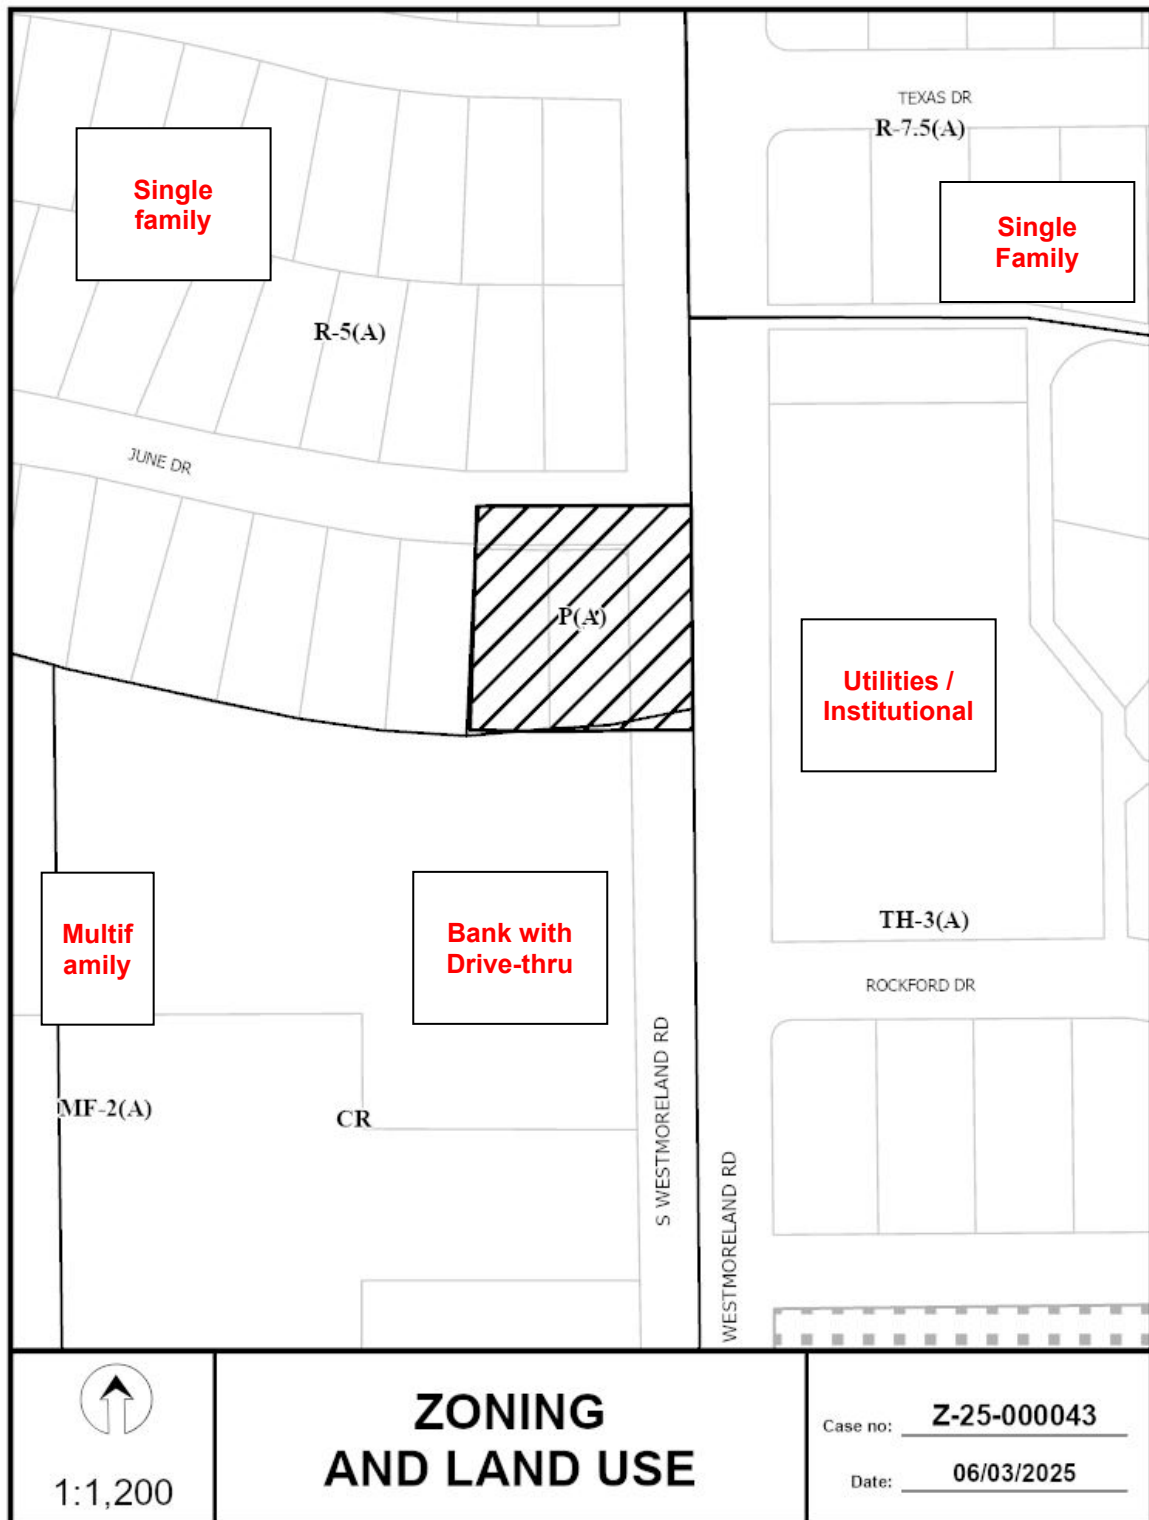 TEXAS DR
R-7.5(A)
Single
family
Single
Family
R-5(A)
JUNE DR
P(A)
Utilities /
Institutional
Multif
amily
Bank with
Drive-thru
TH-3(A)
ROCKFORD DR
MF-2(A)
CR
S WESTMORELAND RD
WESTMORELAND RD
1:1,200
ZONING
AND LAND USE
Case no: Z-25-000043
Date: 06/03/2025